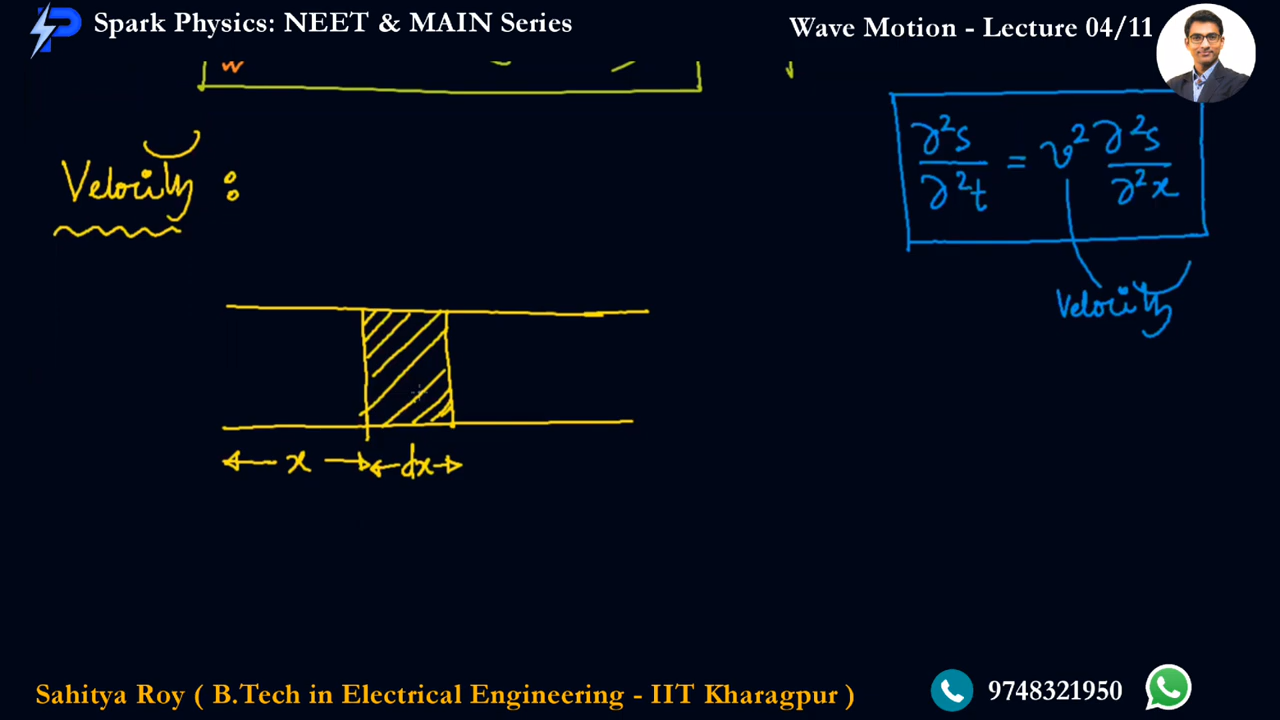 Spark Physics: NEET & MAIN Series
Wave Motion - Lecture 04/11
∂²s/∂²t = v² ∂²s/∂²x
Velocity :
Velocity
x dx
Sahitya Roy ( B.Tech in Electrical Engineering - IIT Kharagpur )
9748321950